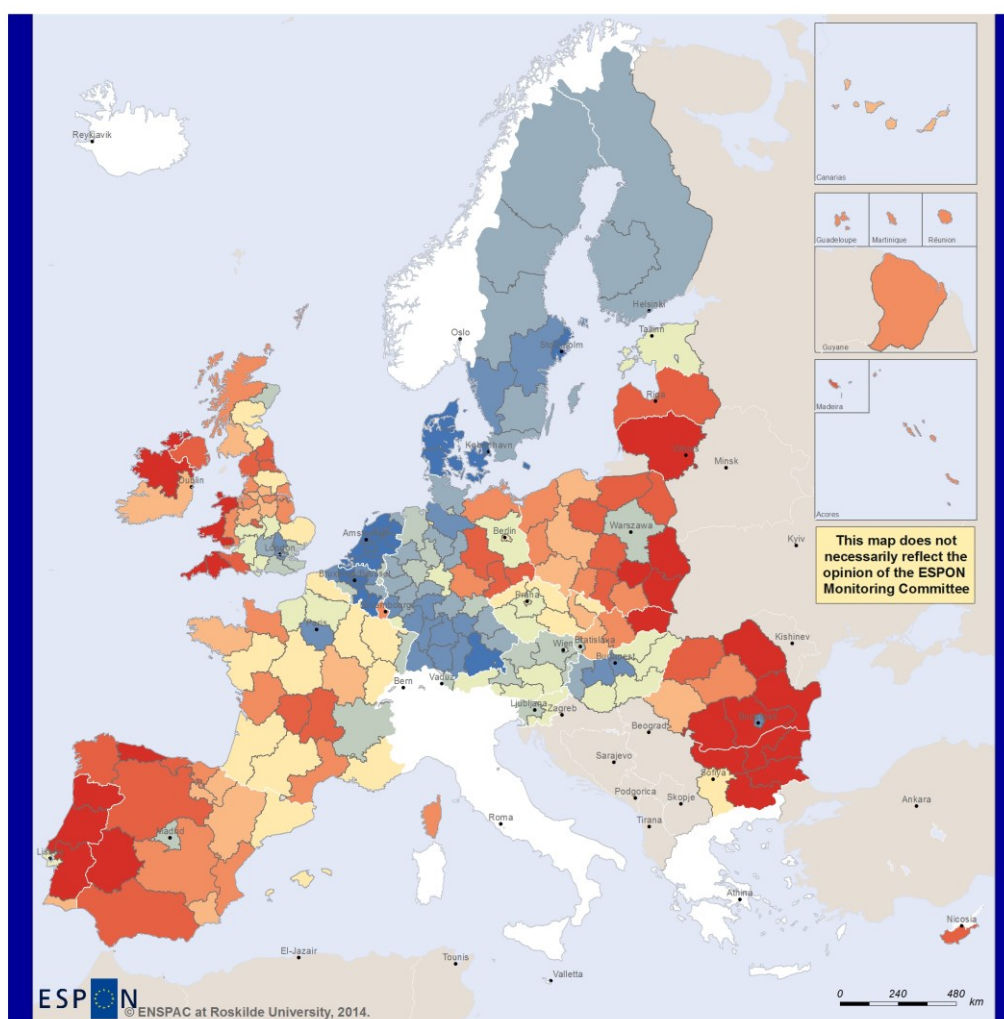 Reykjavik
Canarias
Guadeloupe
Martinique
Réunion
Guyane
Madeira
Acores
This map does not
necessarily reflect the
opinion of the ESPON
Monitoring Committee
Helsinki
Oslo
Tallinn
Stockholm
Riga
København
Minsk
Dublin
Berlin
Warszawa
London
Kyiv
Praha
Paris
Wien
Bratislava
Budapest
Kishinev
Bern
Vaduz
Ljubljana
Zagreb
Beograd
Sarajevo
Sofiya
Podgorica
Skopje
Madrid
Roma
Tirana
Ankara
Athina
Nicosia
El-Jazair
Tounis
Valletta
ESPON
© ENSPAC at Roskilde University, 2014.
0 240 480 km